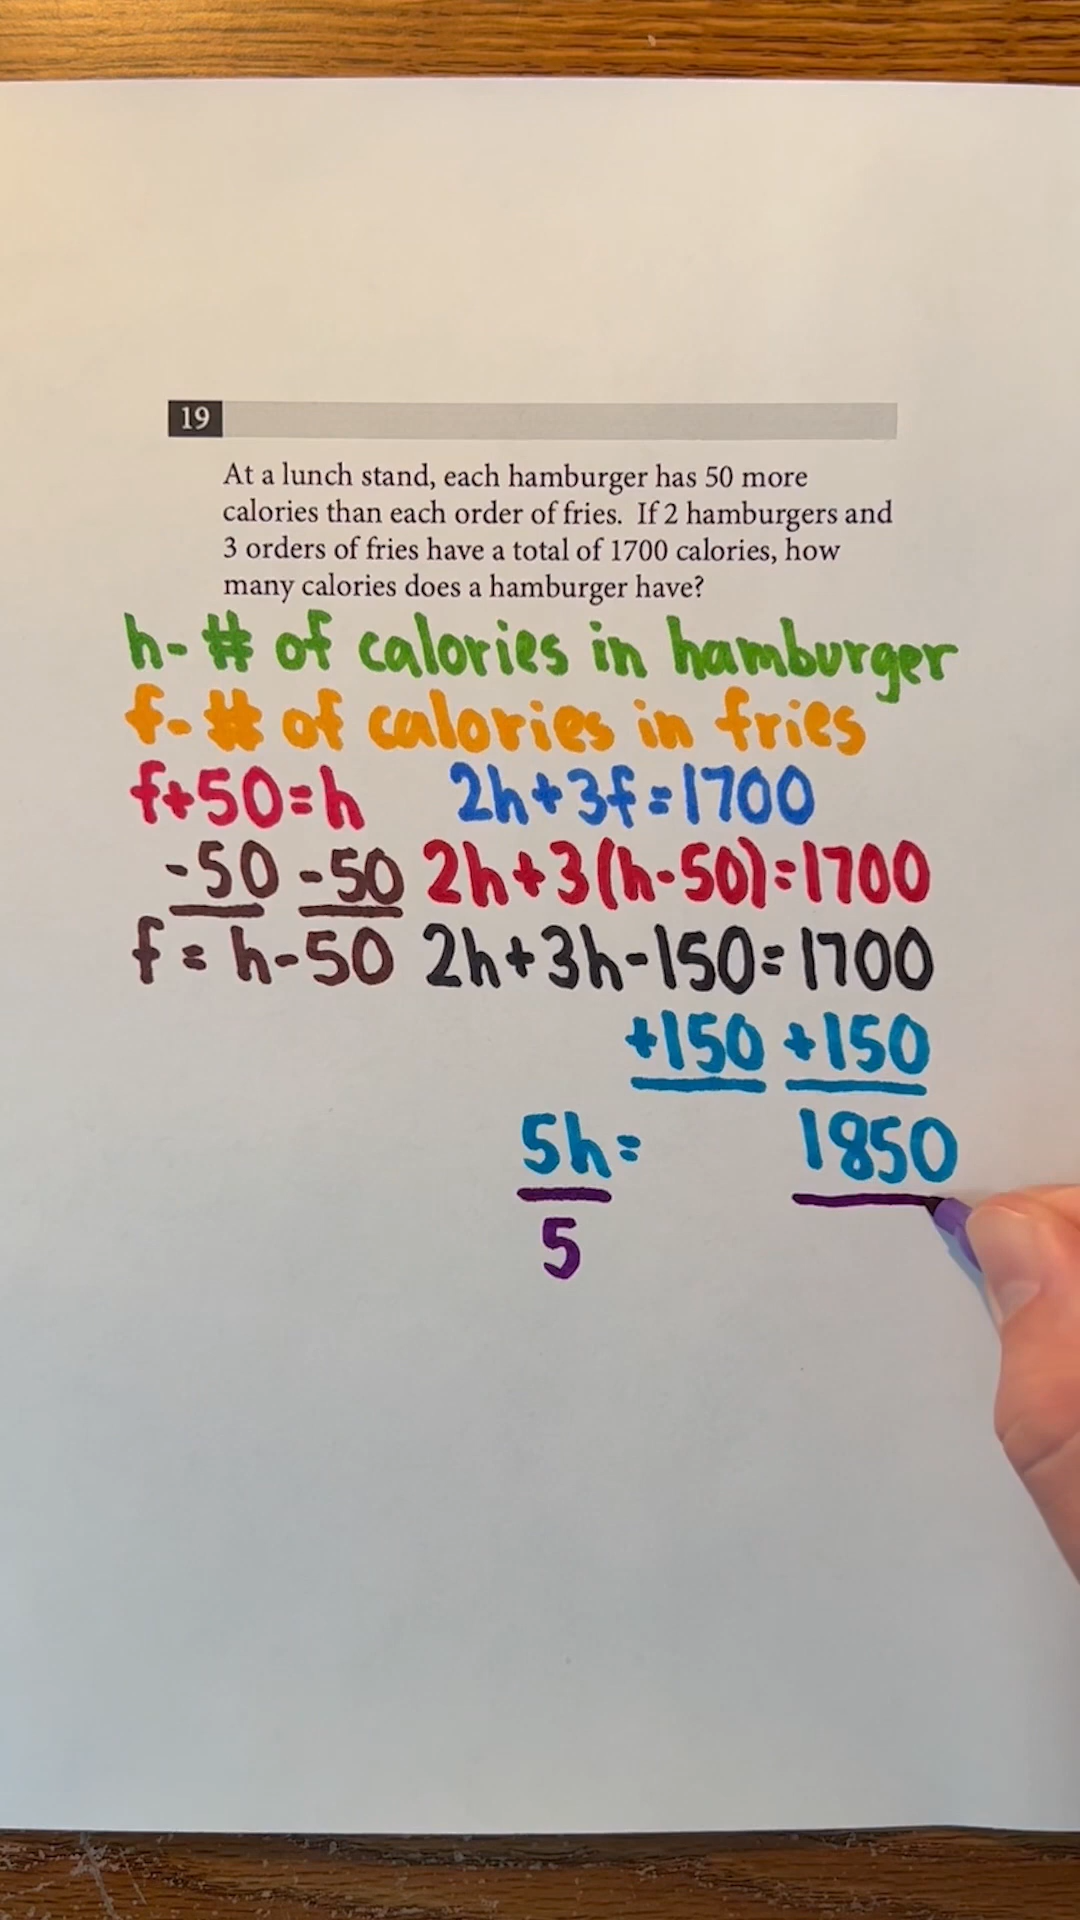 19
At a lunch stand, each hamburger has 50 more
calories than each order of fries. If 2 hamburgers and
3 orders of fries have a total of 1700 calories, how
many calories does a hamburger have?
h- # of calories in hamburger
f- # of calories in fries
f+50=h 2h+3f=1700
-50 -50 2h+3(h-50)=1700
f=h-50 2h+3h-150=1700
+150 +150
5h= 1850
5